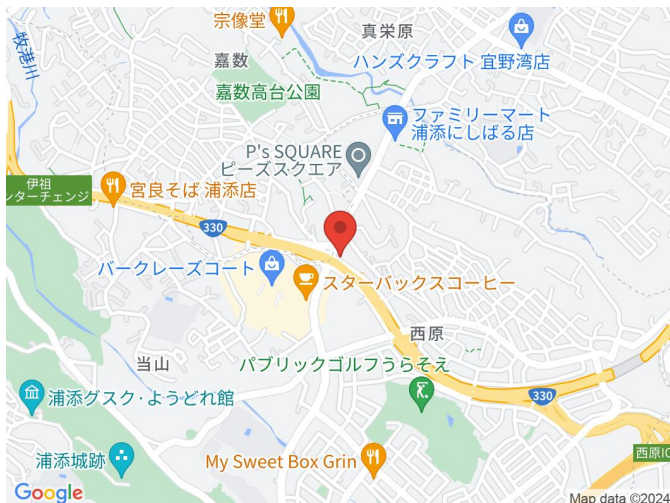 宗像堂
真栄原
牧港川
嘉数
ハンズクラフト 宜野湾店
嘉数高台公園
ファミリーマート
浦添にしばる店
P's SQUARE
ピーズスクエア
伊祖
ンターチェンジ
宮良そば 浦添店
330
バークレーズコート
スターバックスコーヒー
西原
当山
パブリックゴルフうらそえ
330
浦添グスク・ようどれ館
浦添城跡
My Sweet Box Grin
西原IC
Google
Map data ©2024